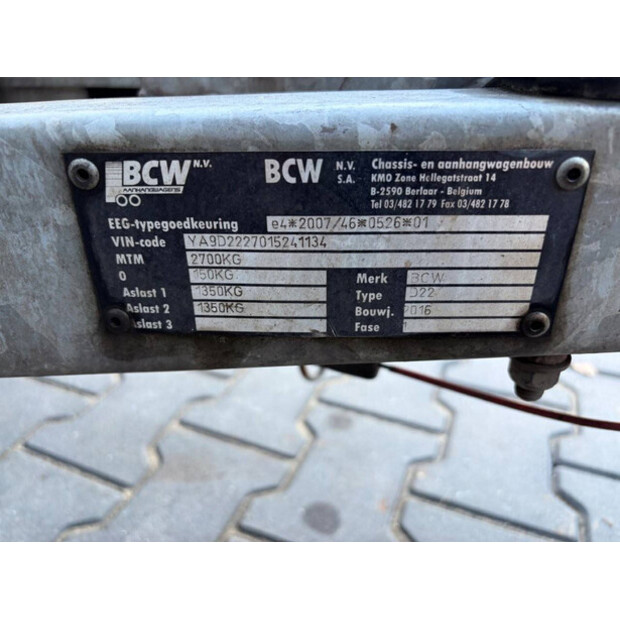 BCW N.V.
AANHANGWAGENS
BCW N.V. S.A.
Chassis- en aanhangwagenbouw
KMO Zone Hellegatstraat 14
B-2590 Berlaar - Belgium
Tel 03/482 17 79 Fax 03/482 17 78
EEG-typegoedkeuring e4*2007/46*0526*01
VIN-code YA9D2227015241134
MTM 2700KG
0 150KG
Aslast 1 1350KG
Aslast 2 1350KG
Aslast 3
Merk BCW
Type D22
Bouwj. 2016
Fase